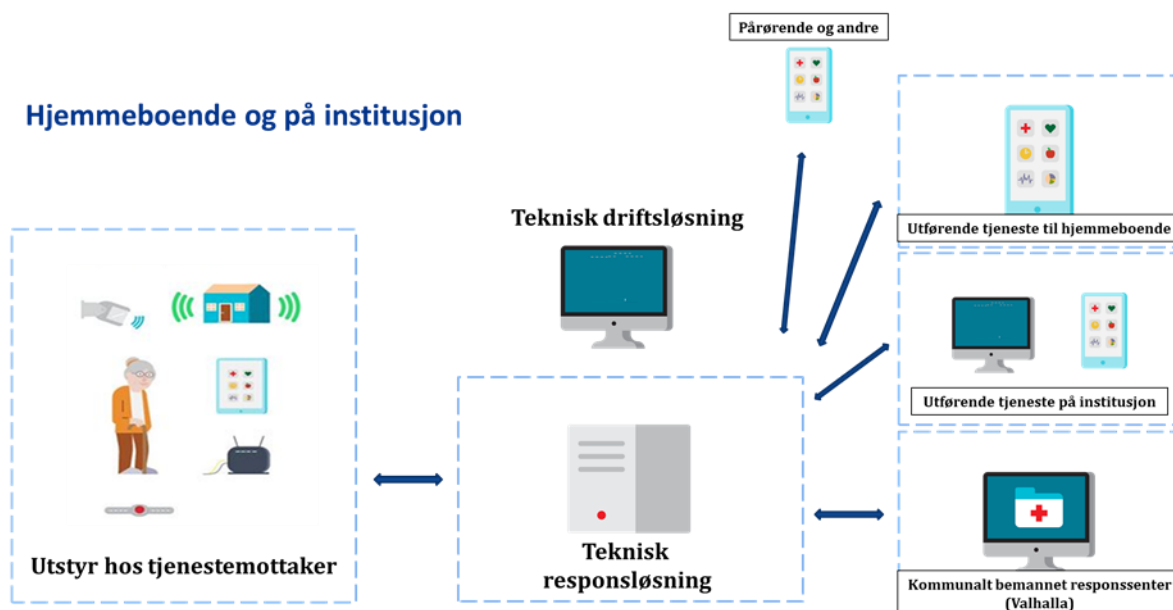 Pårørende og andre
Hjemmeboende og på institusjon
Teknisk driftsløsning
Utførende tjeneste til hjemmeboende
Utførende tjeneste på institusjon
Utstyr hos tjenestemottaker
Teknisk
responsløsning
Kommunalt bemannet responssenter
(Valhalla)